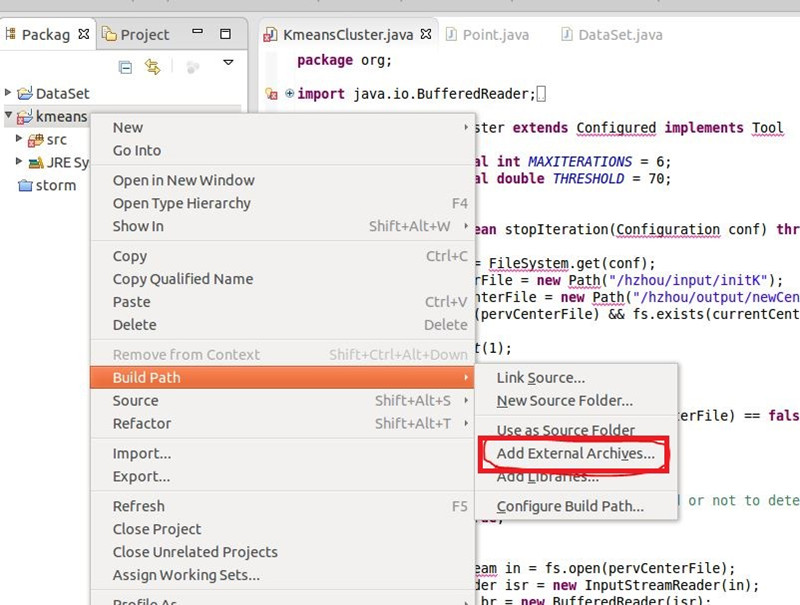 Packag Project
DataSet
kmeans
src
JRE Sy
storm
KmeansCluster.java Point.java DataSet.java
package org;
import java.io.BufferedReader;
ster extends Configured implements Tool
al int MAXITERATIONS = 6;
al double THRESHOLD = 70;
ean stopIteration(Configuration conf) thr
= FileSystem.get(conf);
rFile = new Path("/hzhou/input/initK");
nterFile = new Path("/hzhou/output/newCen
(pervCenterFile) && fs.exists(currentCent
t(1);
erFile) == fals
d or not to dete
ue;
eam in = fs.open(pervCenterFile);
der isr = new InputStreamReader(in);
br = new BufferedReader(isr);
New
Go Into
Open in New Window
Open Type Hierarchy F4
Show In Shift+Alt+W
Copy Ctrl+C
Copy Qualified Name
Paste Ctrl+V
Delete Delete
Remove from Context Shift+Ctrl+Alt+Down
Build Path
Source Shift+Alt+S
Refactor Shift+Alt+T
Import...
Export...
Refresh F5
Close Project
Close Unrelated Projects
Assign Working Sets...
Profile As
Link Source...
New Source Folder...
Use as Source Folder
Add External Archives...
Add Libraries...
Configure Build Path...